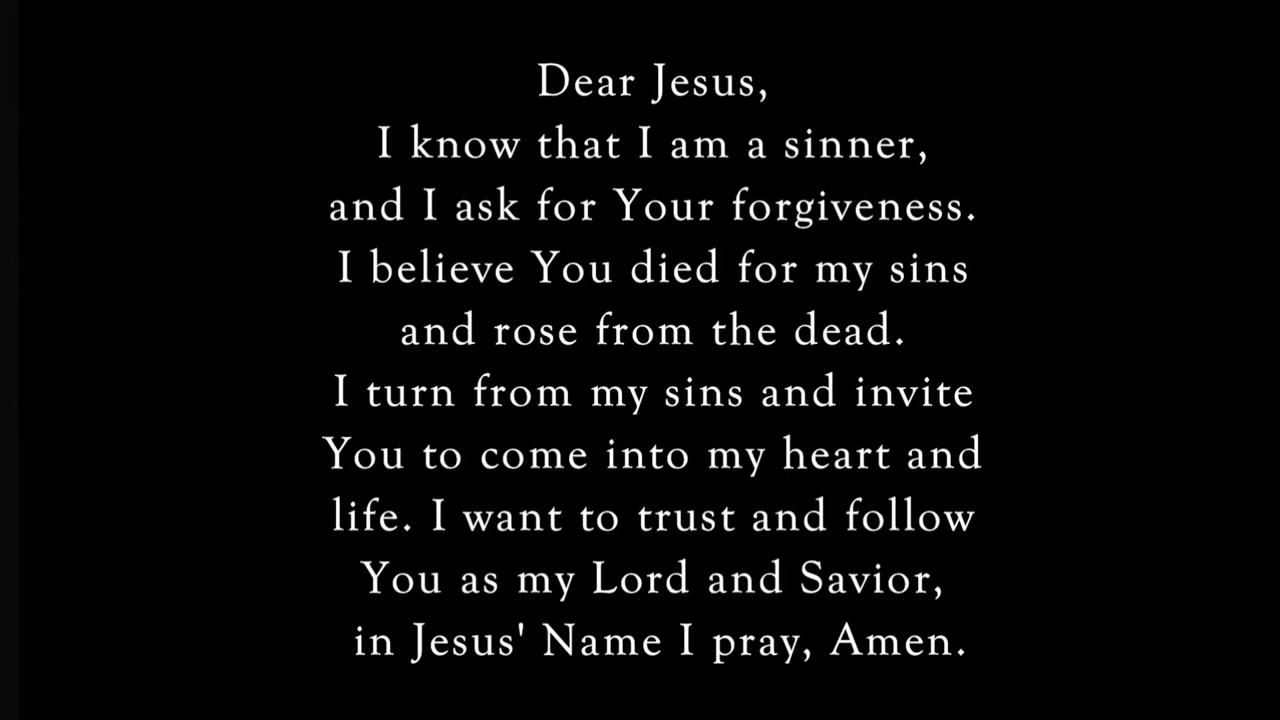 Dear Jesus,
I know that I am a sinner,
and I ask for Your forgiveness.
I believe You died for my sins
and rose from the dead.
I turn from my sins and invite
You to come into my heart and
life. I want to trust and follow
You as my Lord and Savior,
in Jesus' Name I pray, Amen.